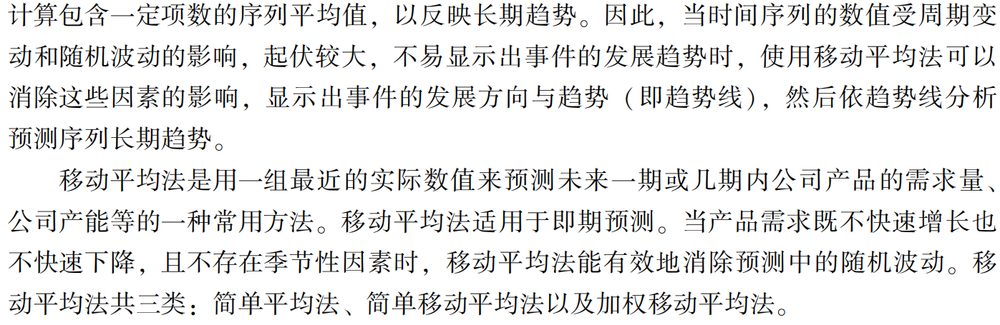 计算包含一定项数的序列平均值，以反映长期趋势。因此，当时间序列的数值受周期变
动和随机波动的影响，起伏较大，不易显示出事件的发展趋势时，使用移动平均法可以
消除这些因素的影响，显示出事件的发展方向与趋势（即趋势线），然后依趋势线分析
预测序列长期趋势。
移动平均法是用一组最近的实际数值来预测未来一期或几期内公司产品的需求量、
公司产能等的一种常用方法。移动平均法适用于即期预测。当产品需求既不快速增长也
不快速下降，且不存在季节性因素时，移动平均法能有效地消除预测中的随机波动。移
动平均法共三类：简单平均法、简单移动平均法以及加权移动平均法。